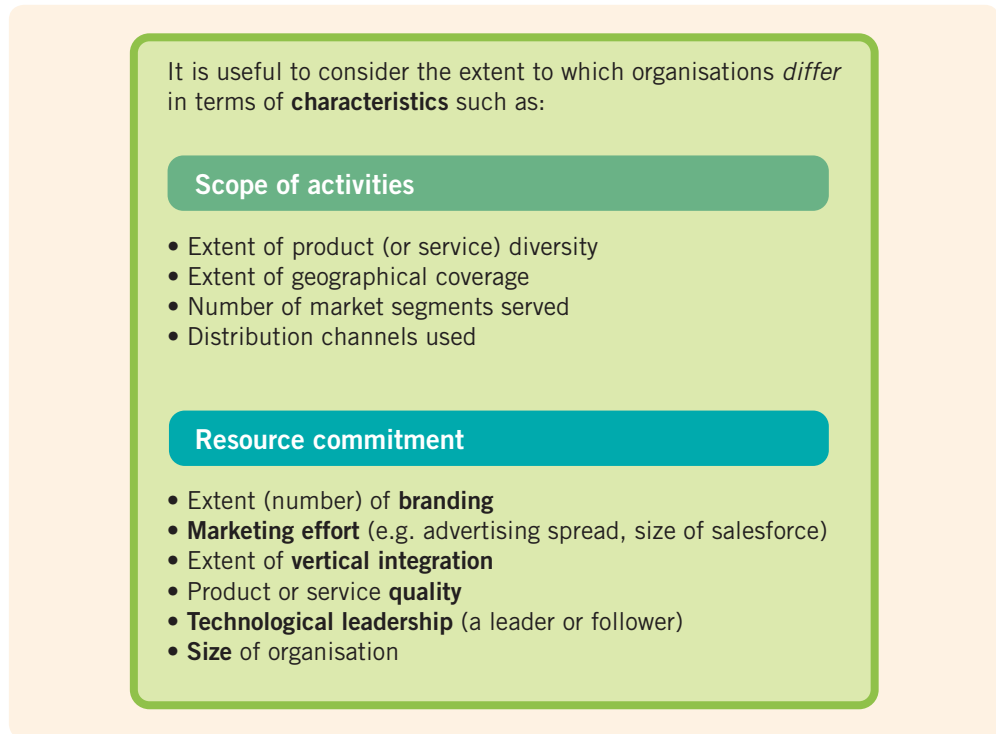 It is useful to consider the extent to which organisations differ
in terms of characteristics such as:
Scope of activities
• Extent of product (or service) diversity
• Extent of geographical coverage
• Number of market segments served
• Distribution channels used
Resource commitment
• Extent (number) of branding
• Marketing effort (e.g. advertising spread, size of salesforce)
• Extent of vertical integration
• Product or service quality
• Technological leadership (a leader or follower)
• Size of organisation